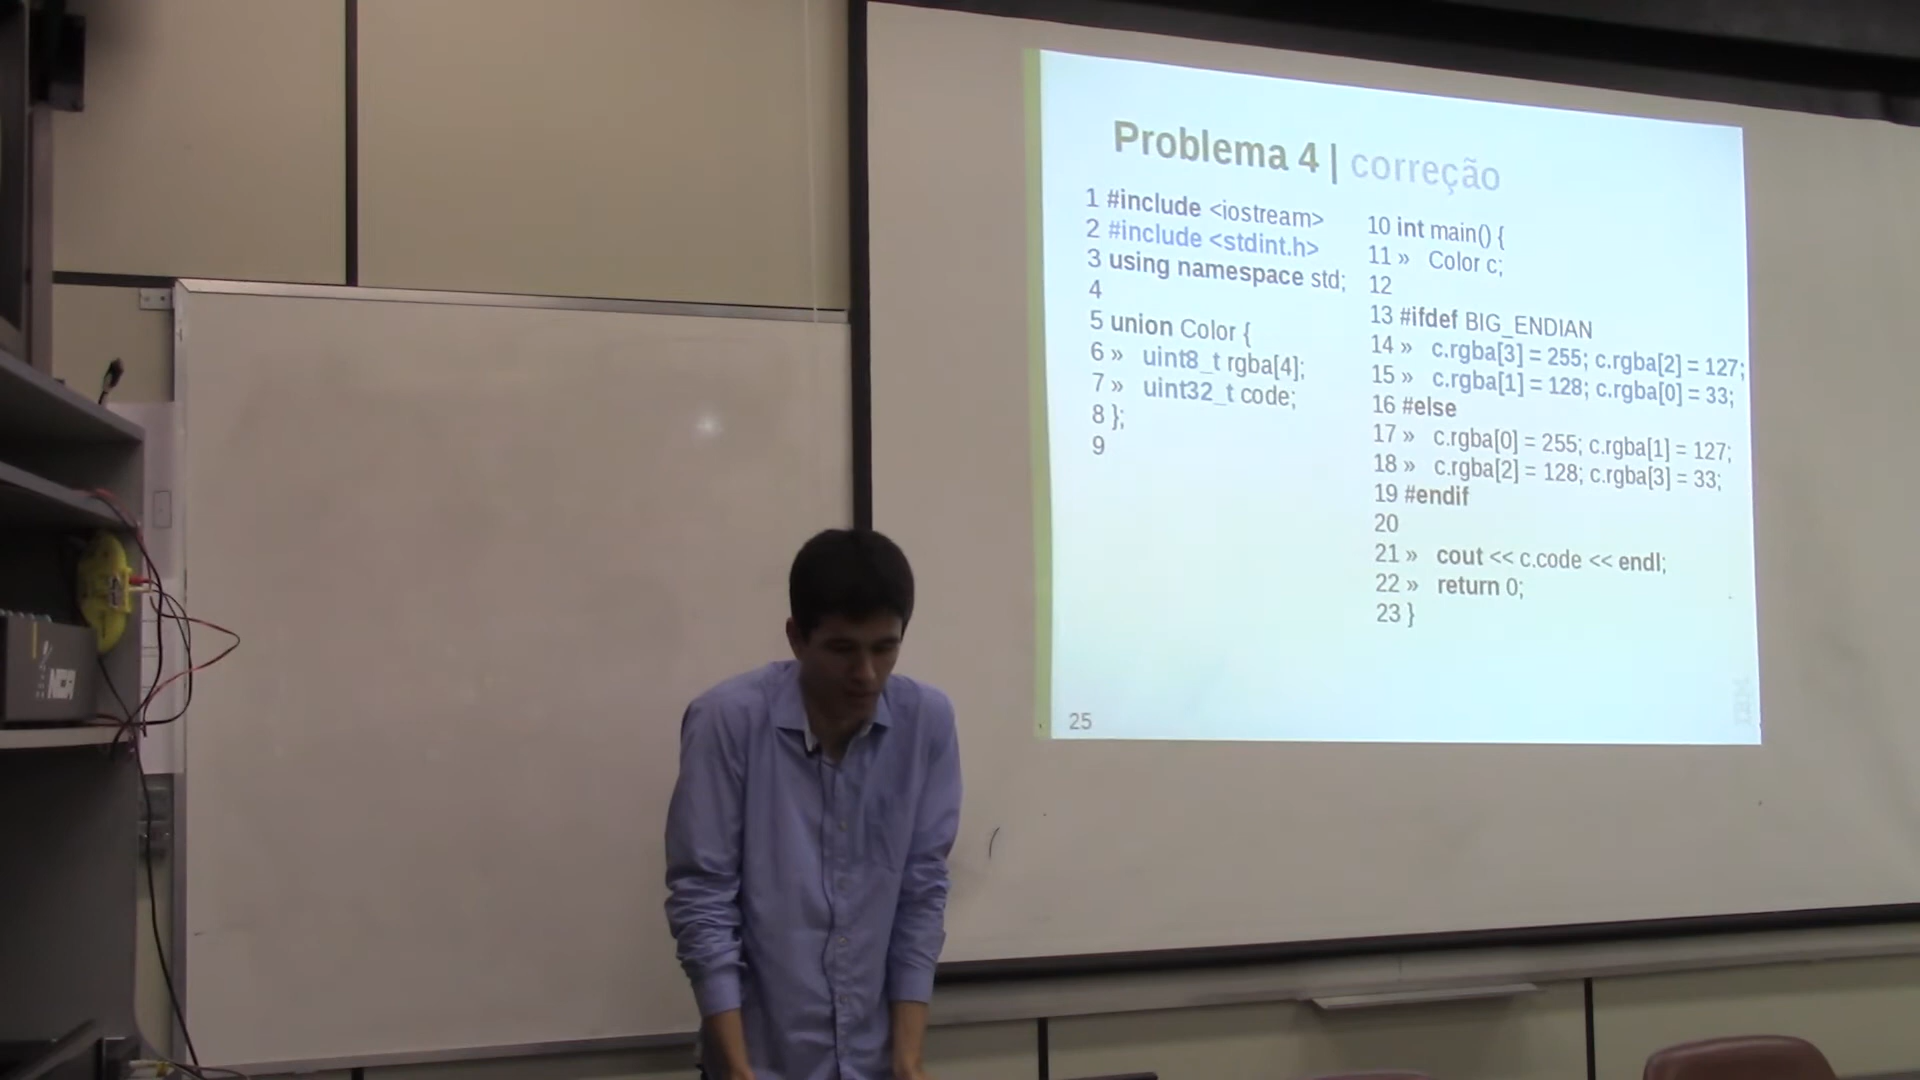 Problema 4 | correção
1 #include <iostream>
2 #include <stdint.h>
3 using namespace std;
4
5 union Color {
6 »   uint8_t rgba[4];
7 »   uint32_t code;
8 };
9
10 int main() {
11 »   Color c;
12
13 #ifdef BIG_ENDIAN
14 »   c.rgba[3] = 255; c.rgba[2] = 127;
15 »   c.rgba[1] = 128; c.rgba[0] = 33;
16 #else
17 »   c.rgba[0] = 255; c.rgba[1] = 127;
18 »   c.rgba[2] = 128; c.rgba[3] = 33;
19 #endif
20
21 »   cout << c.code << endl;
22 »   return 0;
23 }
25